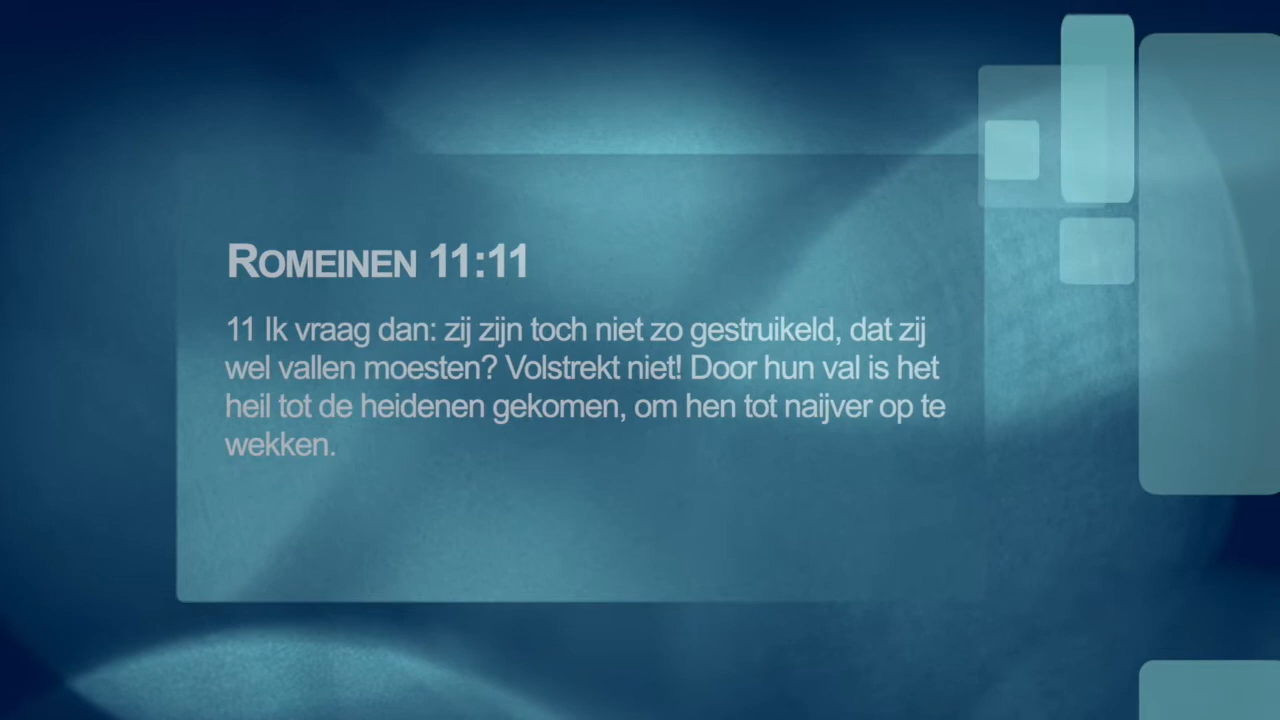 ROMEINEN 11:11
11 Ik vraag dan: zij zijn toch niet zo gestruikeld, dat zij
wel vallen moesten? Volstrekt niet! Door hun val is het
heil tot de heidenen gekomen, om hen tot naijver op te
wekken.